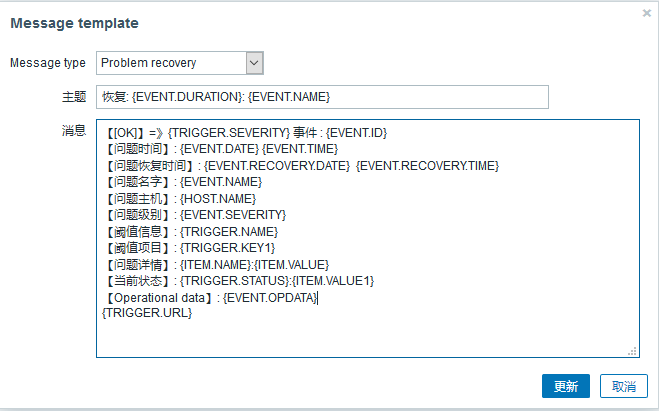 Message template
Message type Problem recovery
主题 恢复: {EVENT.DURATION}: {EVENT.NAME}
消息
【[OK]】=》{TRIGGER.SEVERITY} 事件 : {EVENT.ID}
【问题时间】: {EVENT.DATE} {EVENT.TIME}
【问题恢复时间】: {EVENT.RECOVERY.DATE}  {EVENT.RECOVERY.TIME}
【问题名字】: {EVENT.NAME}
【问题主机】: {HOST.NAME}
【问题级别】: {EVENT.SEVERITY}
【阈值信息】: {TRIGGER.NAME}
【阈值项目】: {TRIGGER.KEY1}
【问题详情】: {ITEM.NAME}:{ITEM.VALUE}
【当前状态】: {TRIGGER.STATUS}:{ITEM.VALUE1}
【Operational data】: {EVENT.OPDATA}
{TRIGGER.URL}
更新 取消